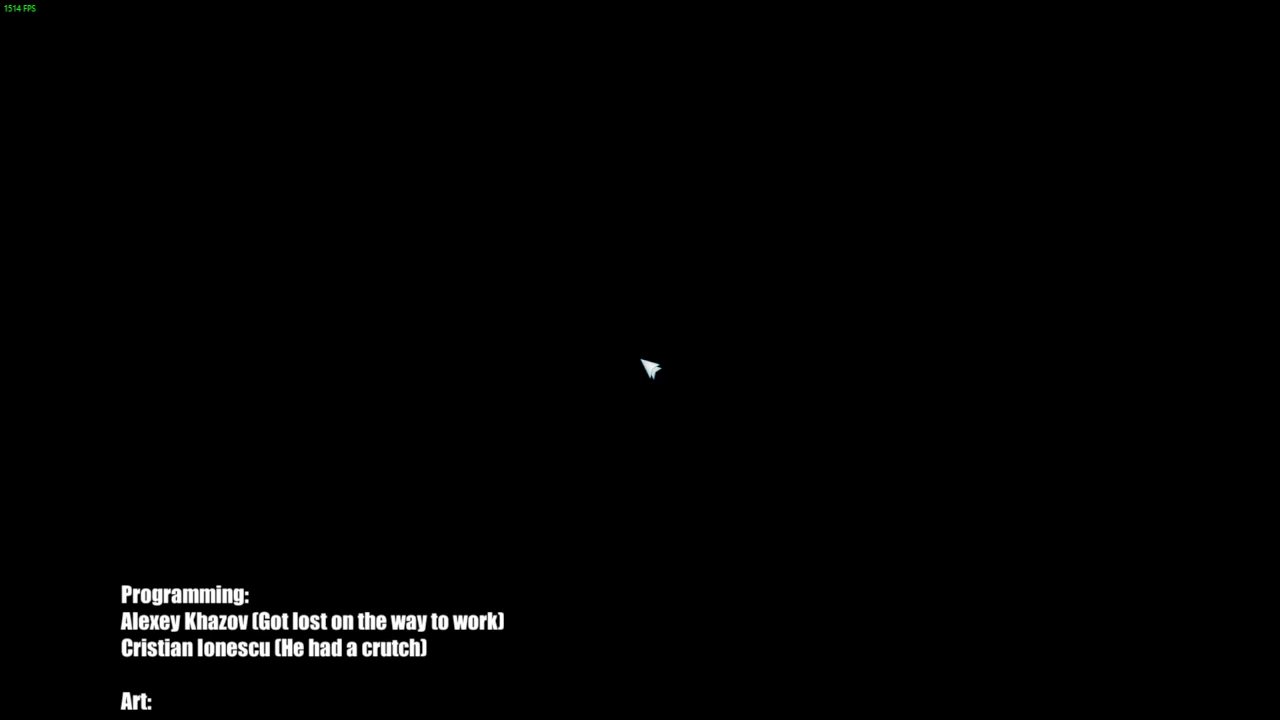 1514 FPS
Programming:
Alexey Khazov (Got lost on the way to work)
Cristian Ionescu (He had a crutch)
Art: